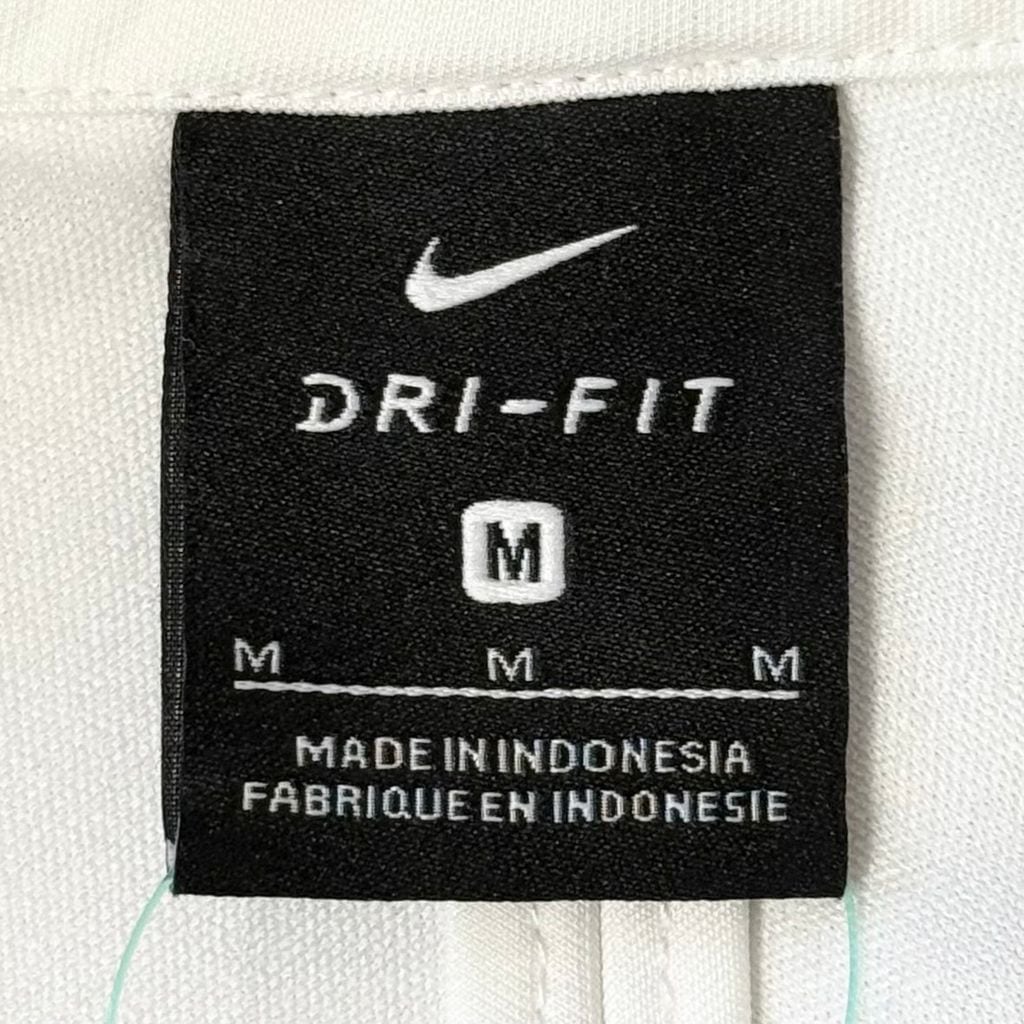 DRI-FIT
M
M M M
MADE IN INDONESIA
FABRIQUE EN INDONESIE